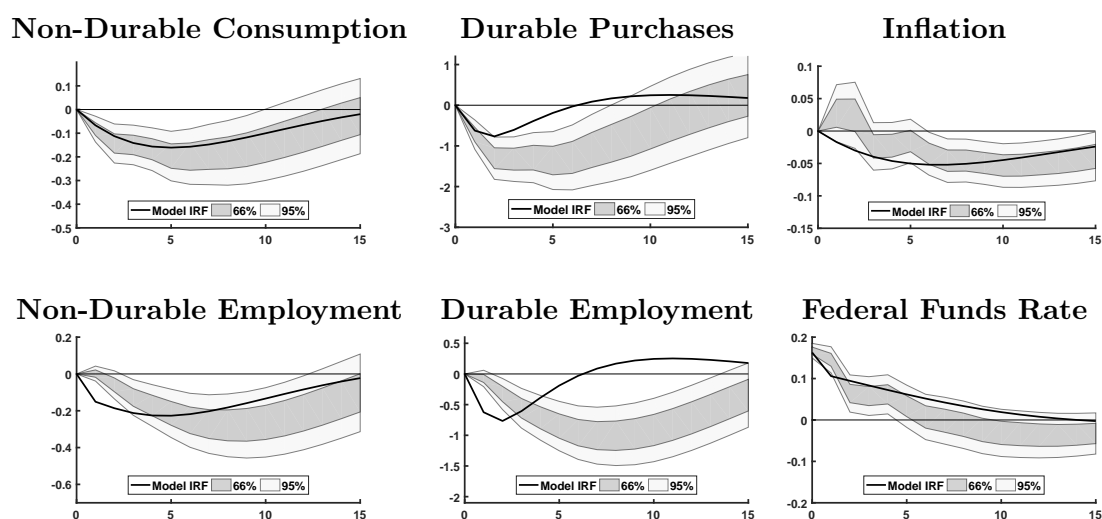 Non-Durable Consumption
0.1
0
-0.1
-0.2
-0.3
-0.4
-0.5
Model IRF 66% 95%
0 5 10 15
Durable Purchases
1
0
-1
-2
-3
Model IRF 66% 95%
0 5 10 15
Inflation
0.1
0.05
0
-0.05
-0.1
-0.15
Model IRF 66% 95%
0 5 10 15
Non-Durable Employment
0.2
0
-0.2
-0.4
-0.6
Model IRF 66% 95%
0 5 10 15
Durable Employment
0.5
0
-0.5
-1
-1.5
-2
Model IRF 66% 95%
0 5 10 15
Federal Funds Rate
0.2
0.1
0
-0.1
-0.2
Model IRF 66% 95%
0 5 10 15